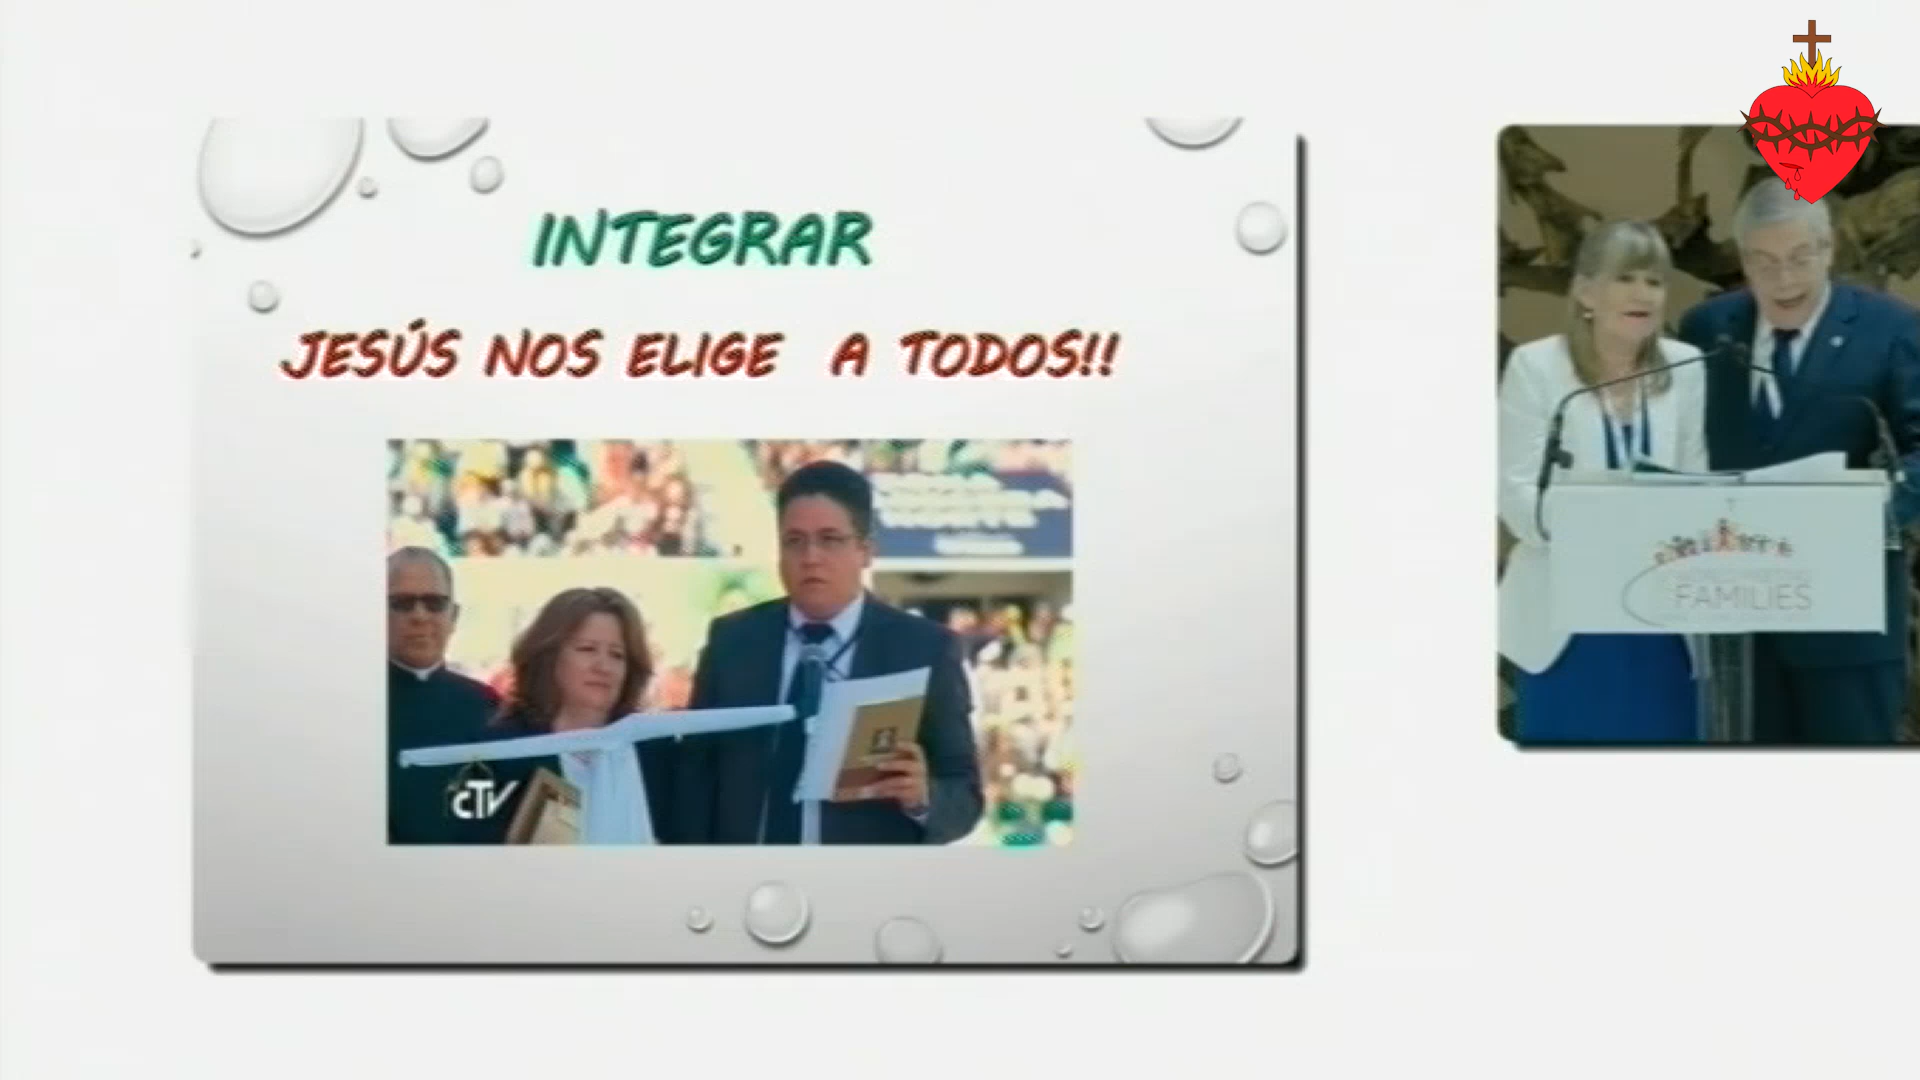 INTEGRAR
JESÚS NOS ELIGE A TODOS!!
CTV
FAMILIES